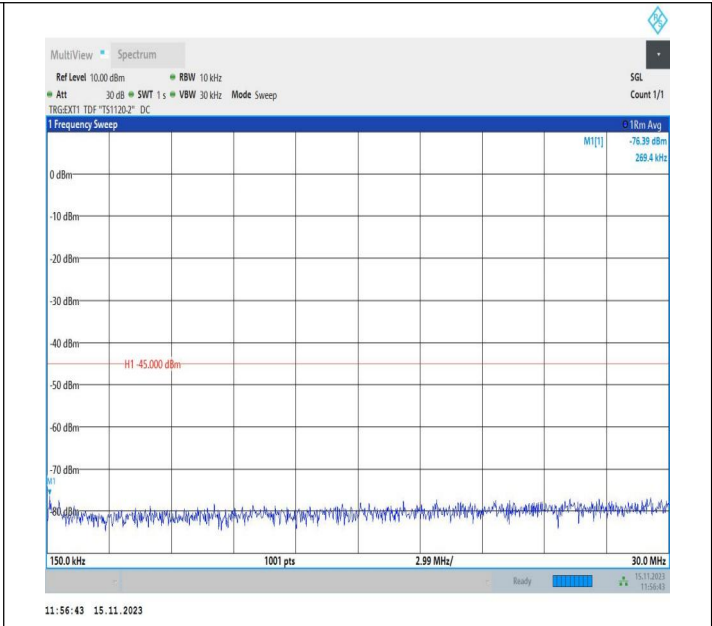 R S
MultiView Spectrum
Ref Level 10.00 dBm RBW 10 kHz SGL
Att 30 dB SWT 1 s VBW 30 kHz Mode Sweep Count 1/1
TRG:EXT1 TDF "TS1120-2" DC
1 Frequency Sweep 1Rm Avg
M1[1] -76.39 dBm
269.4 kHz
0 dBm
-10 dBm
-20 dBm
-30 dBm
-40 dBm
H1 -45.000 dBm
-50 dBm
-60 dBm
-70 dBm
M1
-80 dBm
150.0 kHz 1001 pts 2.99 MHz/ 30.0 MHz
Ready 15.11.2023
11:56:43
11:56:43 15.11.2023